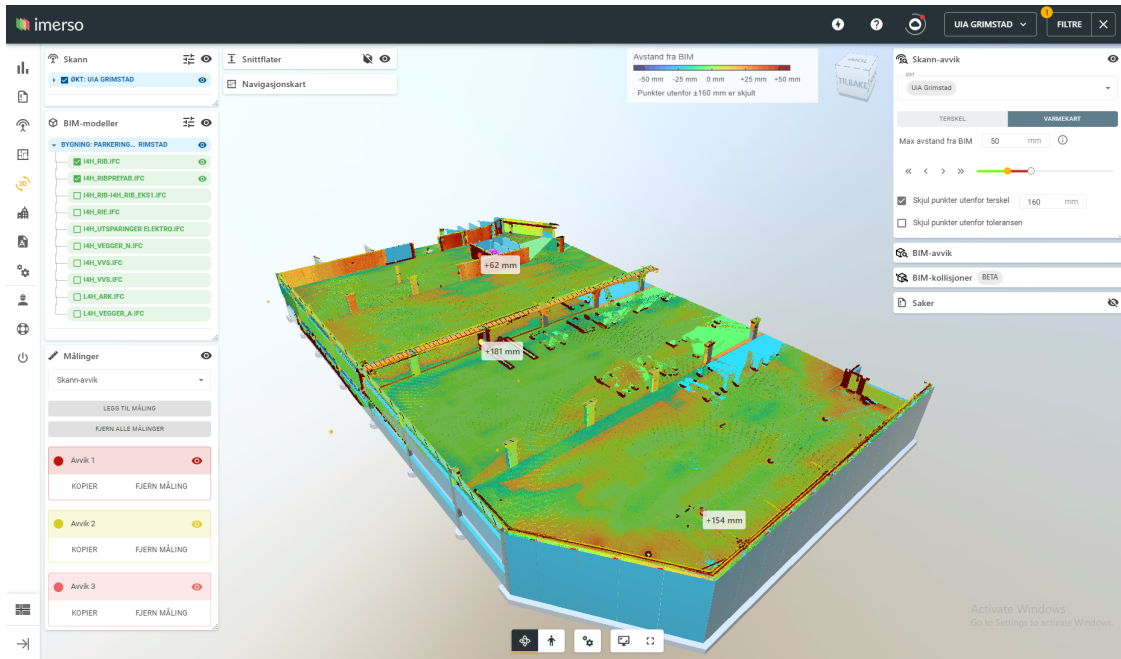 imerso
UIA GRIMSTAD
1
FILTRE
Skann
ØKT: UIA GRIMSTAD
BIM-modeller
BYGNING: PARKERING... RIMSTAD
I4H_RIB.IFC
I4H_RIBPREFAB.IFC
I4H_RIB-I4H_RIB_EKS1.IFC
I4H_RIE.IFC
I4H_UTSPARINGER ELEKTRO.IFC
I4H_VEGGER_N.IFC
I4H_VVS.IFC
I4H_VVS.IFC
L4H_ARK.IFC
L4H_VEGGER_A.IFC
Målinger
Skann-avvik
LEGG TIL MÅLING
FJERN ALLE MÅLINGER
Avvik 1
KOPIER FJERN MÅLING
Avvik 2
KOPIER FJERN MÅLING
Avvik 3
KOPIER FJERN MÅLING
Snittflater
Navigasjonskart
Avstand fra BIM
-50 mm -25 mm 0 mm +25 mm +50 mm
· Punkter utenfor ±160 mm er skjult
TILBAKE
+62 mm
+181 mm
+154 mm
Skann-avvik
UiA Grimstad
TERSKEL VARMEKART
Max avstand fra BIM 50 mm
Skjul punkter utenfor terskel 160 mm
Skjul punkter utenfor toleransen
BIM-avvik
BIM-kollisjoner BETA
Saker
Activate Windows
Go to Settings to activate Windows.
3D